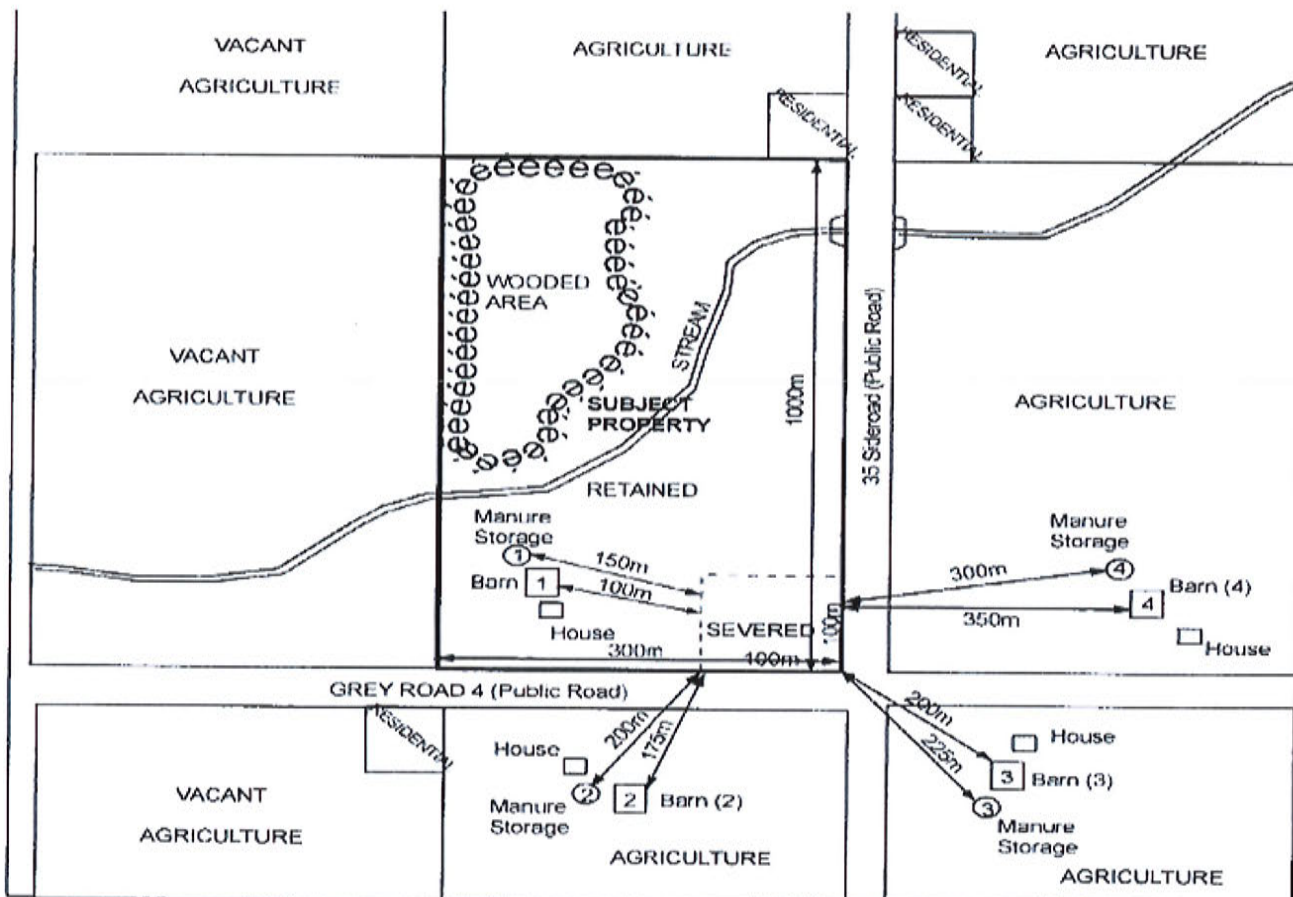 VACANT
AGRICULTURE
AGRICULTURE
RESIDENTIAL
RESIDENTIAL
RESIDENTIAL
AGRICULTURE
WOODED
AREA
STREAM
1000m
35 Sideroad (Public Road)
VACANT
AGRICULTURE
SUBJECT
PROPERTY
AGRICULTURE
RETAINED
Manure
Storage
1
150m
Barn
1
100m
House
SEVERED
100m
300m
100m
Manure
Storage
4
300m
Barn (4)
4
350m
House
GREY ROAD 4 (Public Road)
RESIDENTIAL
VACANT
AGRICULTURE
House
200m
175m
2
2
Barn (2)
Manure
Storage
AGRICULTURE
200m
225m
House
3
Barn (3)
3
Manure
Storage
AGRICULTURE